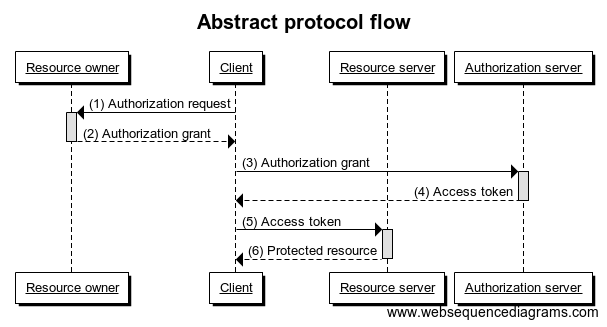 Abstract protocol flow
Resource owner Client Resource server Authorization server
(1) Authorization request
(2) Authorization grant
(3) Authorization grant
(4) Access token
(5) Access token
(6) Protected resource
Resource owner Client Resource server Authorization server
www.websequencediagrams.com